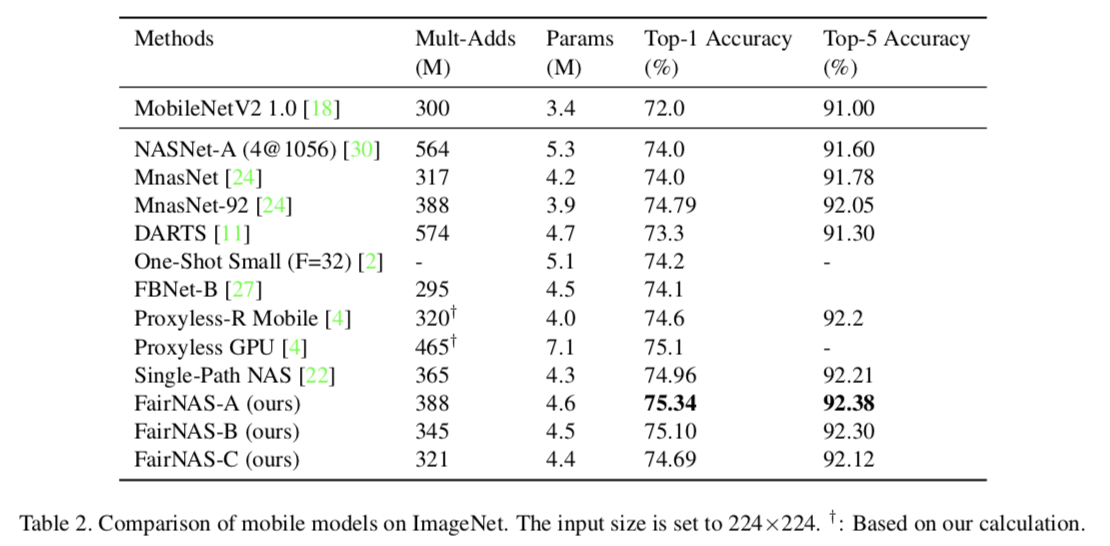 Methods Mult-Adds Params Top-1 Accuracy Top-5 Accuracy
(M) (M) (%) (%)
MobileNetV2 1.0 [18] 300 3.4 72.0 91.00
NASNet-A (4@1056) [30] 564 5.3 74.0 91.60
MnasNet [24] 317 4.2 74.0 91.78
MnasNet-92 [24] 388 3.9 74.79 92.05
DARTS [11] 574 4.7 73.3 91.30
One-Shot Small (F=32) [2] - 5.1 74.2 -
FBNet-B [27] 295 4.5 74.1 -
Proxyless-R Mobile [4] 320† 4.0 74.6 92.2
Proxyless GPU [4] 465† 7.1 75.1 -
Single-Path NAS [22] 365 4.3 74.96 92.21
FairNAS-A (ours) 388 4.6 75.34 92.38
FairNAS-B (ours) 345 4.5 75.10 92.30
FairNAS-C (ours) 321 4.4 74.69 92.12
Table 2. Comparison of mobile models on ImageNet. The input size is set to 224×224. †: Based on our calculation.